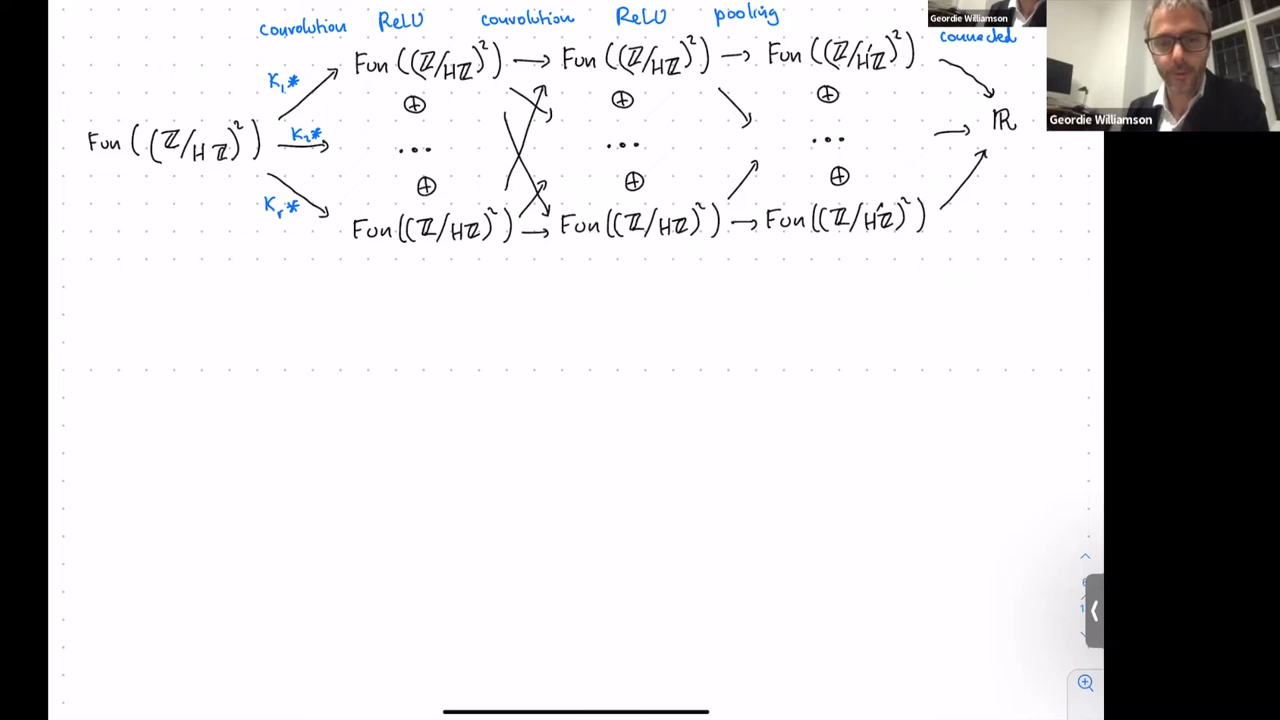 convolution ReLU convolution ReLU pooling connected
K₁* Fun((ℤ/Hℤ)²) → Fun((ℤ/Hℤ)²) → Fun((ℤ/H'ℤ)²)
⊕ ⊕ ⊕
Fun((ℤ/Hℤ)²) K₂* → ... ... ... → ℝ
⊕ ⊕ ⊕
Kᵣ* Fun((ℤ/Hℤ)²) → Fun((ℤ/Hℤ)²) → Fun((ℤ/H'ℤ)²)
Geordie Williamson
Geordie Williamson